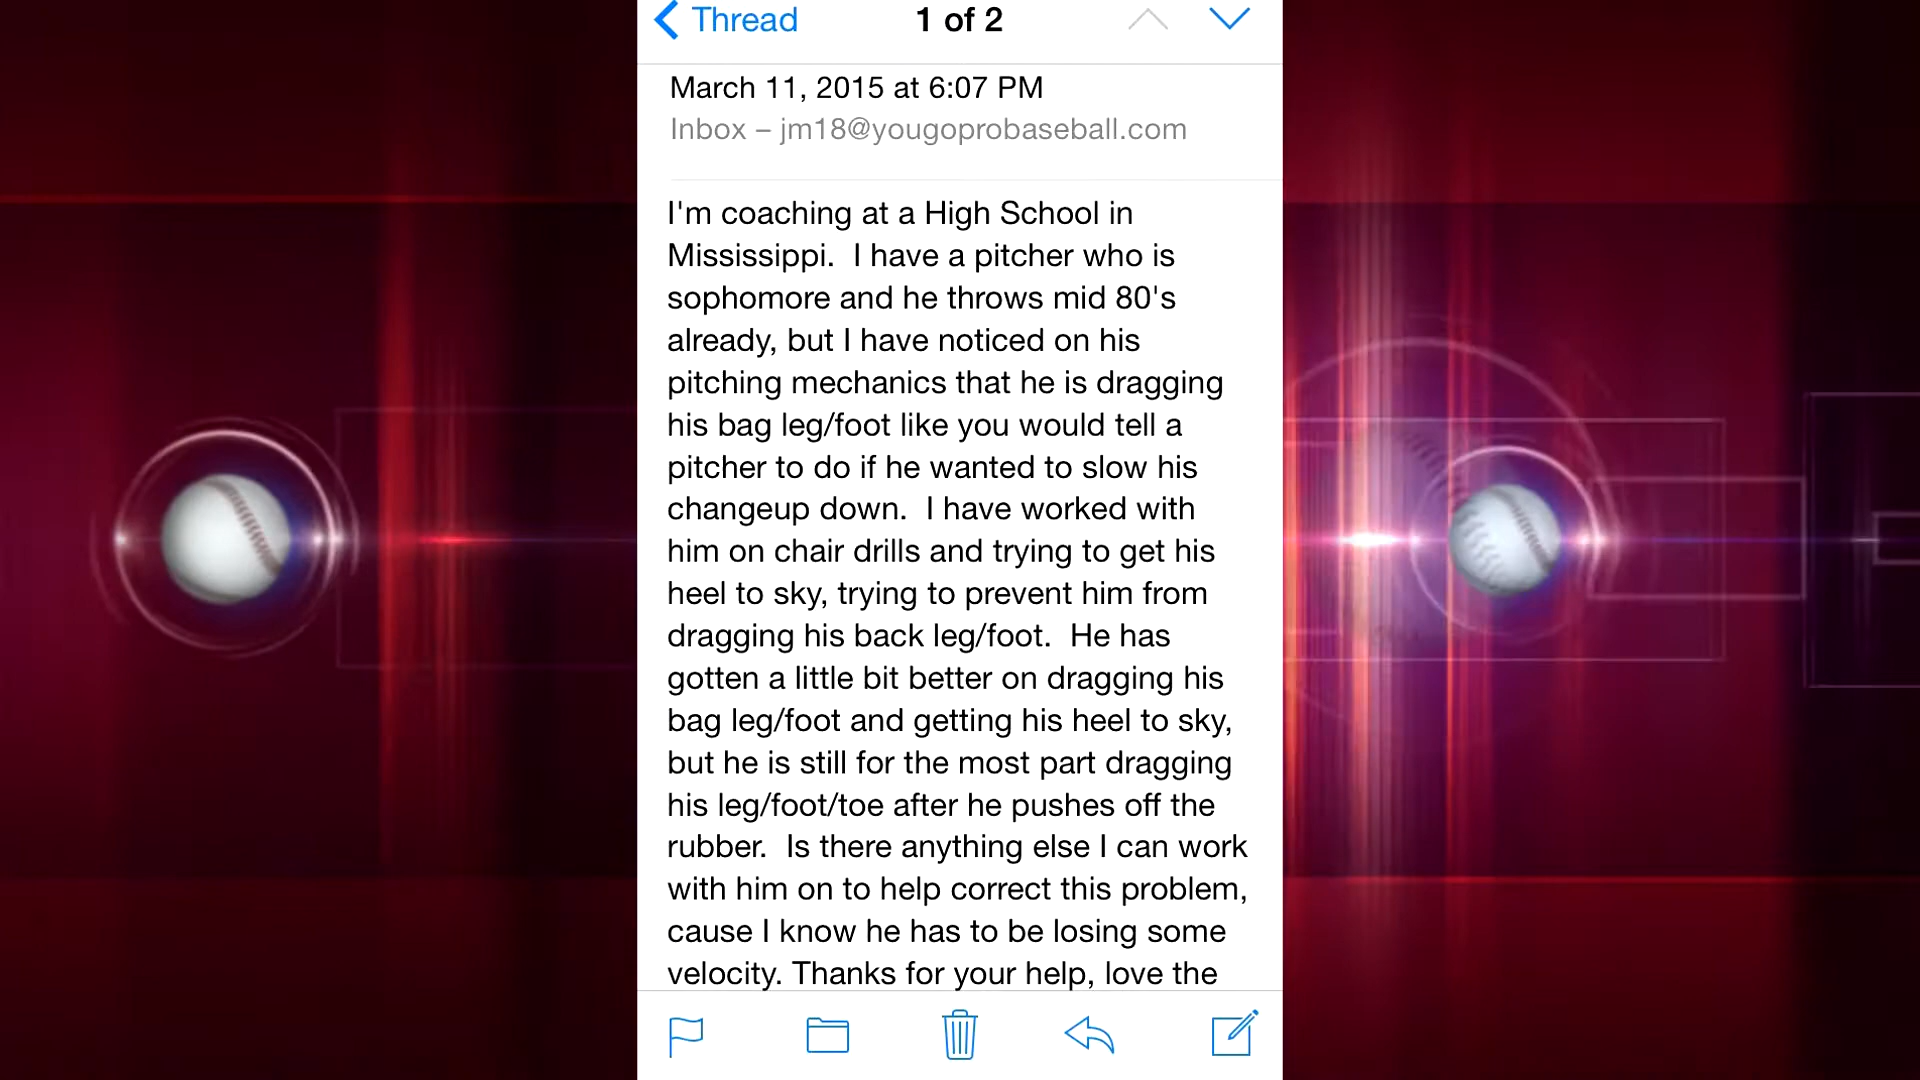 Thread
1 of 2
March 11, 2015 at 6:07 PM
Inbox – jm18@yougoprobaseball.com
I'm coaching at a High School in
Mississippi.  I have a pitcher who is
sophomore and he throws mid 80's
already, but I have noticed on his
pitching mechanics that he is dragging
his bag leg/foot like you would tell a
pitcher to do if he wanted to slow his
changeup down.  I have worked with
him on chair drills and trying to get his
heel to sky, trying to prevent him from
dragging his back leg/foot.  He has
gotten a little bit better on dragging his
bag leg/foot and getting his heel to sky,
but he is still for the most part dragging
his leg/foot/toe after he pushes off the
rubber.  Is there anything else I can work
with him on to help correct this problem,
cause I know he has to be losing some
velocity. Thanks for your help, love the